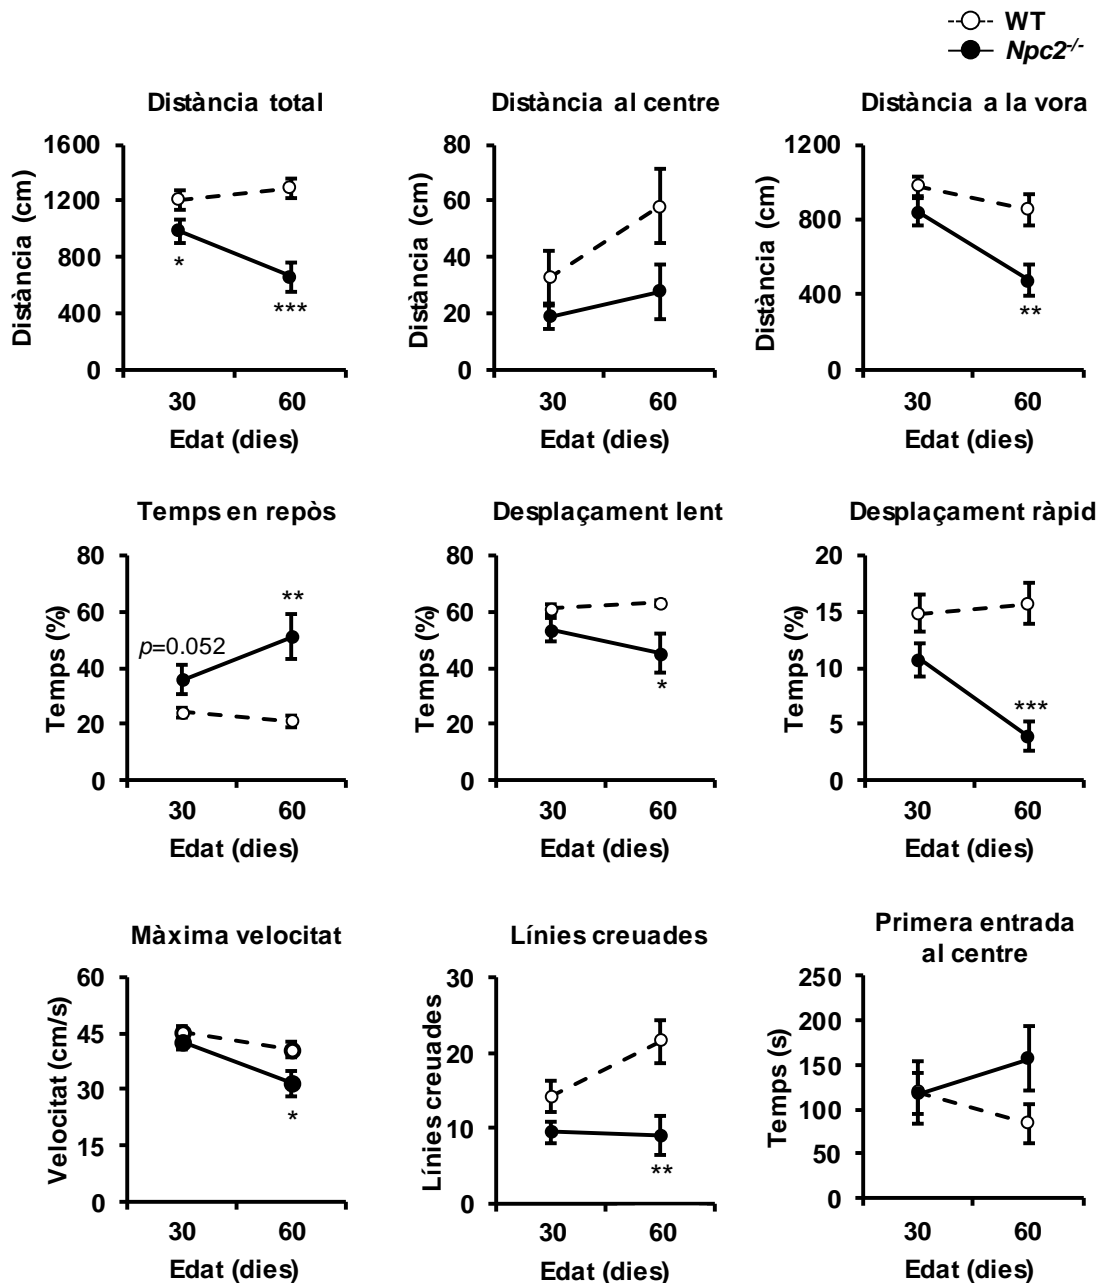 WT
Npc2-/-
Distància total
1600
1200
800
400
0
Distància (cm)
*
***
30 60
Edat (dies)
Distància al centre
80
60
40
20
0
Distància (cm)
30 60
Edat (dies)
Distància a la vora
1200
800
400
0
Distància (cm)
**
30 60
Edat (dies)
Temps en repòs
80
60
40
20
0
Temps (%)
p=0.052
**
30 60
Edat (dies)
Desplaçament lent
80
60
40
20
0
Temps (%)
*
30 60
Edat (dies)
Desplaçament ràpid
20
15
10
5
0
Temps (%)
***
30 60
Edat (dies)
Màxima velocitat
60
45
30
15
0
Velocitat (cm/s)
*
30 60
Edat (dies)
Línies creuades
30
20
10
0
Línies creuades
**
30 60
Edat (dies)
Primera entrada
al centre
250
200
150
100
50
0
Temps (s)
30 60
Edat (dies)